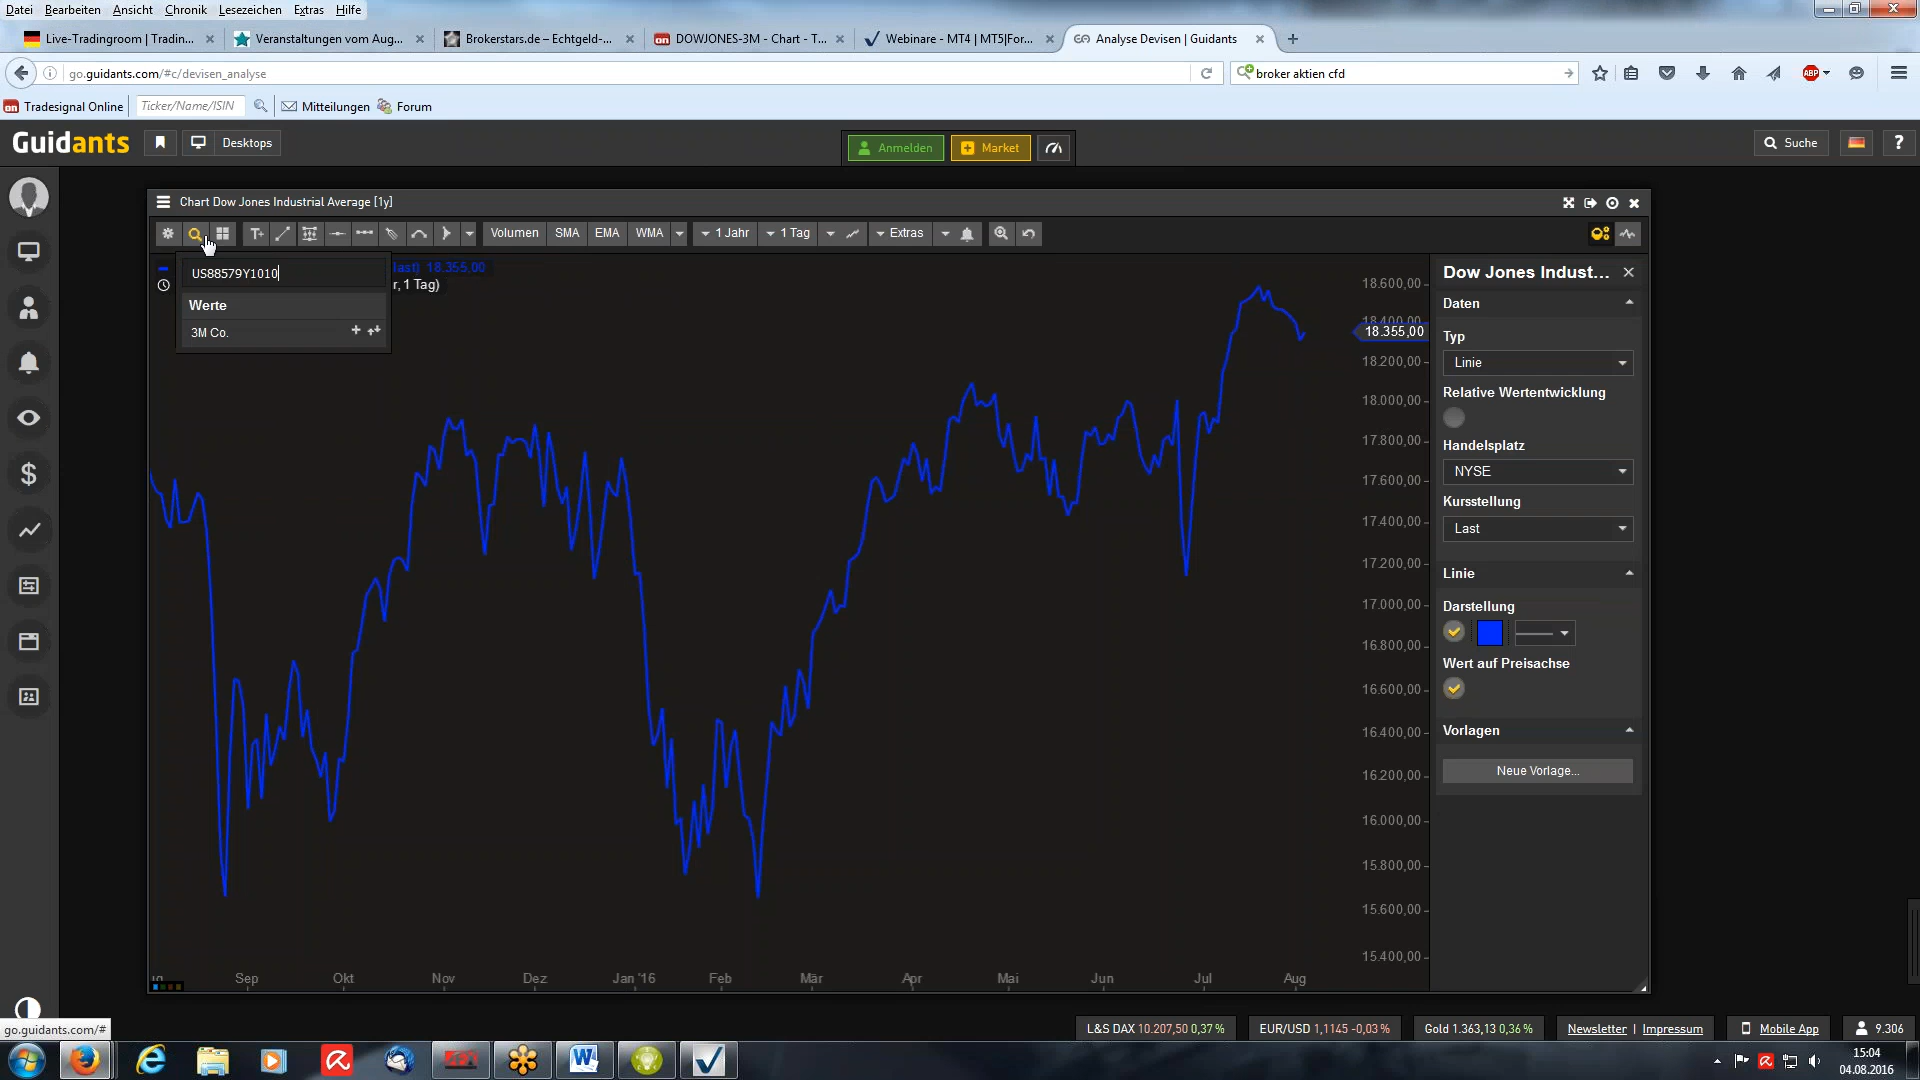 Datei Bearbeiten Ansicht Chronik Lesezeichen Extras Hilfe
Live-Tradingroom | Tradin... Veranstaltungen vom Aug... Brokerstars.de – Echtgeld-... DOWJONES-3M - Chart - T... Webinare - MT4 | MT5|For... Analyse Devisen | Guidants
go.guidants.com/#c/devisen_analyse broker aktien cfd ABP
on Tradesignal Online Ticker/Name/ISIN Mitteilungen Forum
Guidants Desktops Anmelden Market Suche ?
Chart Dow Jones Industrial Average [1y]
T+ Volumen SMA EMA WMA 1 Jahr 1 Tag Extras
US88579Y1010
last) 18.355,00
r, 1 Tag)
Werte
3M Co.
18.600,00
18.400,00
18.355,00
18.200,00
18.000,00
17.800,00
17.600,00
17.400,00
17.200,00
17.000,00
16.800,00
16.600,00
16.400,00
16.200,00
16.000,00
15.800,00
15.600,00
15.400,00
Sep Okt Nov Dez Jan '16 Feb Mär Apr Mai Jun Jul Aug
Dow Jones Indust...
Daten
Typ
Linie
Relative Wertentwicklung
Handelsplatz
NYSE
Kursstellung
Last
Linie
Darstellung
Wert auf Preisachse
Vorlagen
Neue Vorlage...
go.guidants.com/#
L&S DAX 10.207,50 0,37 % EUR/USD 1,1145 -0,03 % Gold 1.363,13 0,36 % Newsletter | Impressum Mobile App 9.306
15:04
04.08.2016